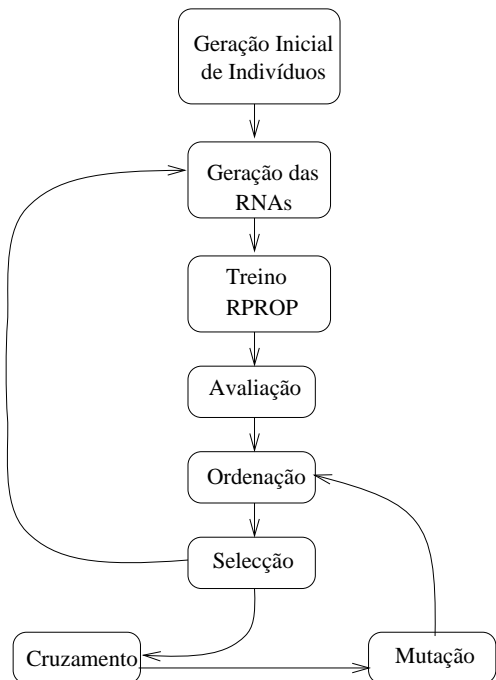 Geração Inicial
de Indivíduos
Geração das
RNAs
Treino
RPROP
Avaliação
Ordenação
Selecção
Cruzamento
Mutação